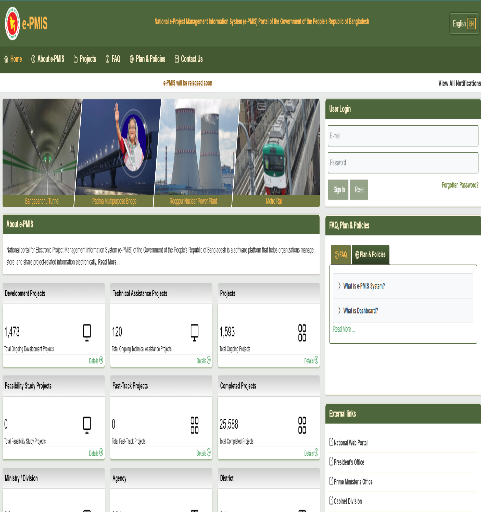 e-PMIS
National e-Project Management Information System (e-PMIS) Portal of the Government of the People's Republic of Bangladesh
English
Home
About e-PMIS
Projects
FAQ
Plan & Policies
Contact Us
e-PMIS will be released soon
View All Notifications
Bangabandhu Tunnel
Padma Multipurpose Bridge
Rooppur Nuclear Power Plant
Metro Rail
User Login
E-mail
Password
Sign In
Reset
Forgotten Password?
About e-PMIS
National portal for Electronic Project Management Information System (e-PMIS) of the Government of the People's Republic of Bangladesh is a software platform that helps organizations manage
store, and share project-related information electronically. Read More...
FAQ, Plan & Policies
FAQ
Plan & Policies
What is e-PMIS System?
What is Dashboard?
Read More ...
Development Projects
1,473
Total Ongoing Development Projects
Details
Technical Assistance Projects
120
Total Ongoing Technical Assistance Projects
Details
Projects
1,593
Total Ongoing Projects
Details
Feasibility Study Projects
0
Total Feasibility Study Projects
Details
Fast-Track Projects
0
Total Fast-Track Projects
Details
Completed Projects
Total Completed Projects
Details
External links
National Web Portal
President's Office
Prime Minister's Office
Cabinet Division
Ministry / Division
Agency
District